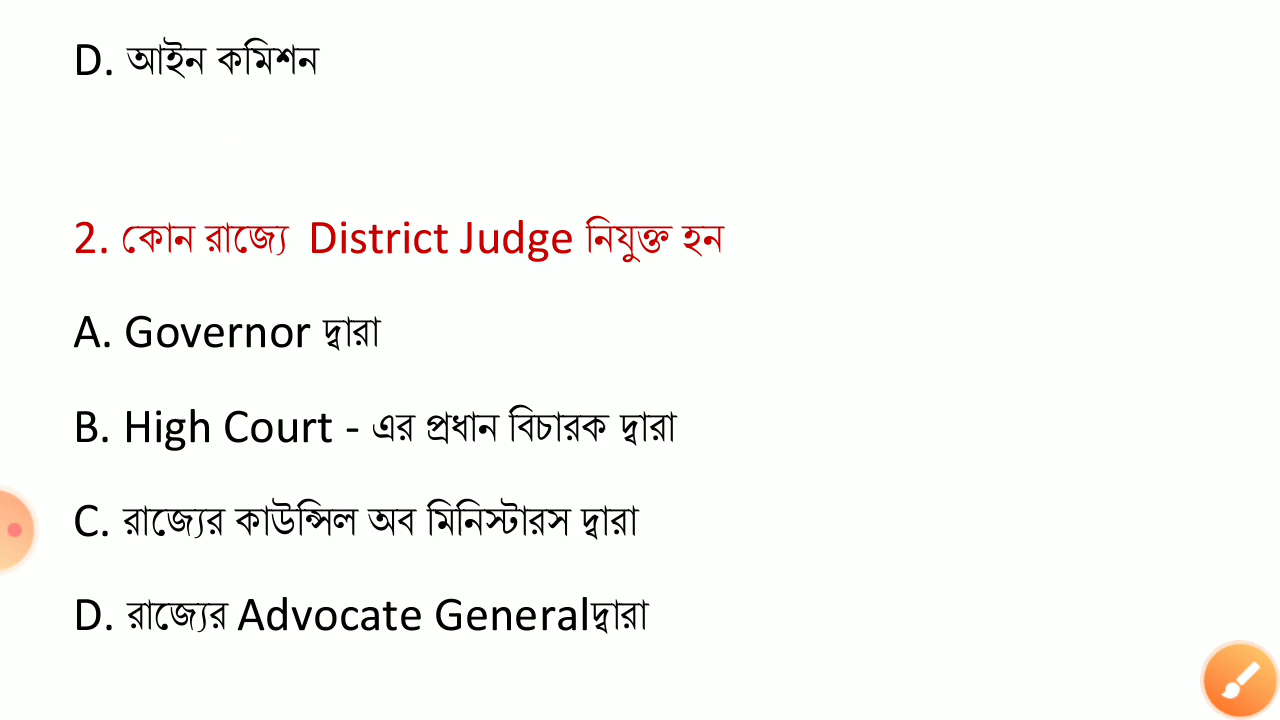 D. আইন কমিশন
2. কোন রাজ্যে District Judge নিযুক্ত হন
A. Governor দ্বারা
B. High Court - এর প্রধান বিচারক দ্বারা
C. রাজ্যের কাউন্সিল অব মিনিস্টারস দ্বারা
D. রাজ্যের Advocate Generalদ্বারা